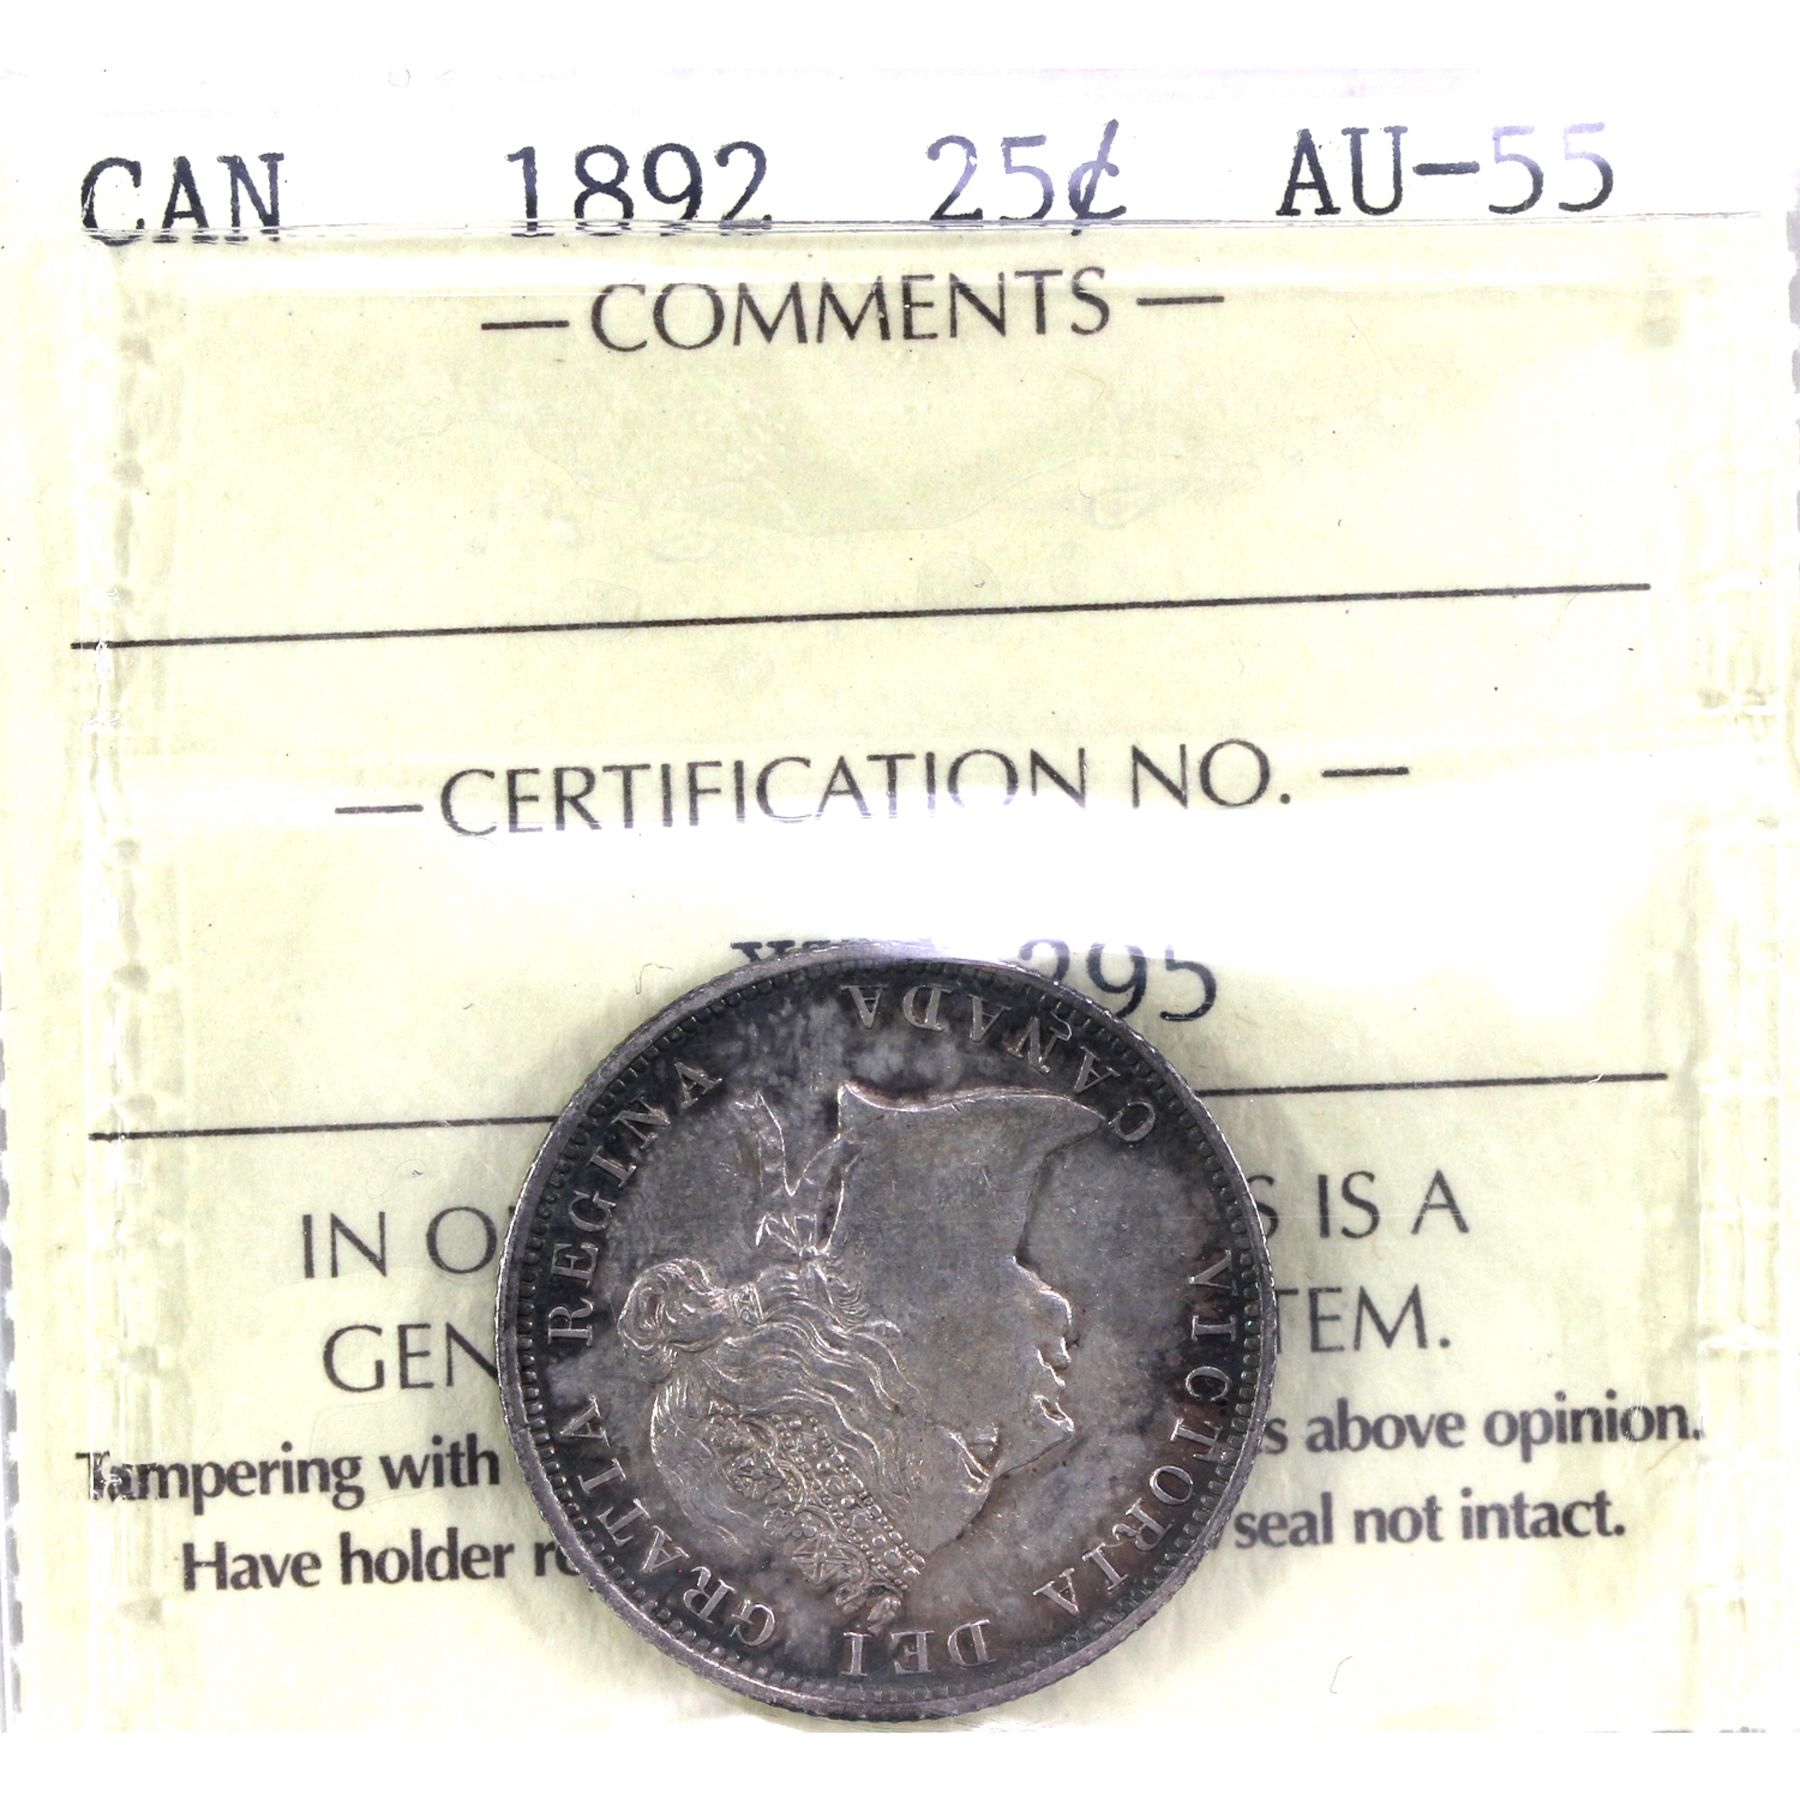 CAN 1892 25¢ AU-55
— COMMENTS —
— CERTIFICATION NO. —
295
IN S IS A
GEN TEM.
Tampering with s above opinion.
Have holder seal not intact.
VICTORIA DEI GRATIA REGINA
CANADA